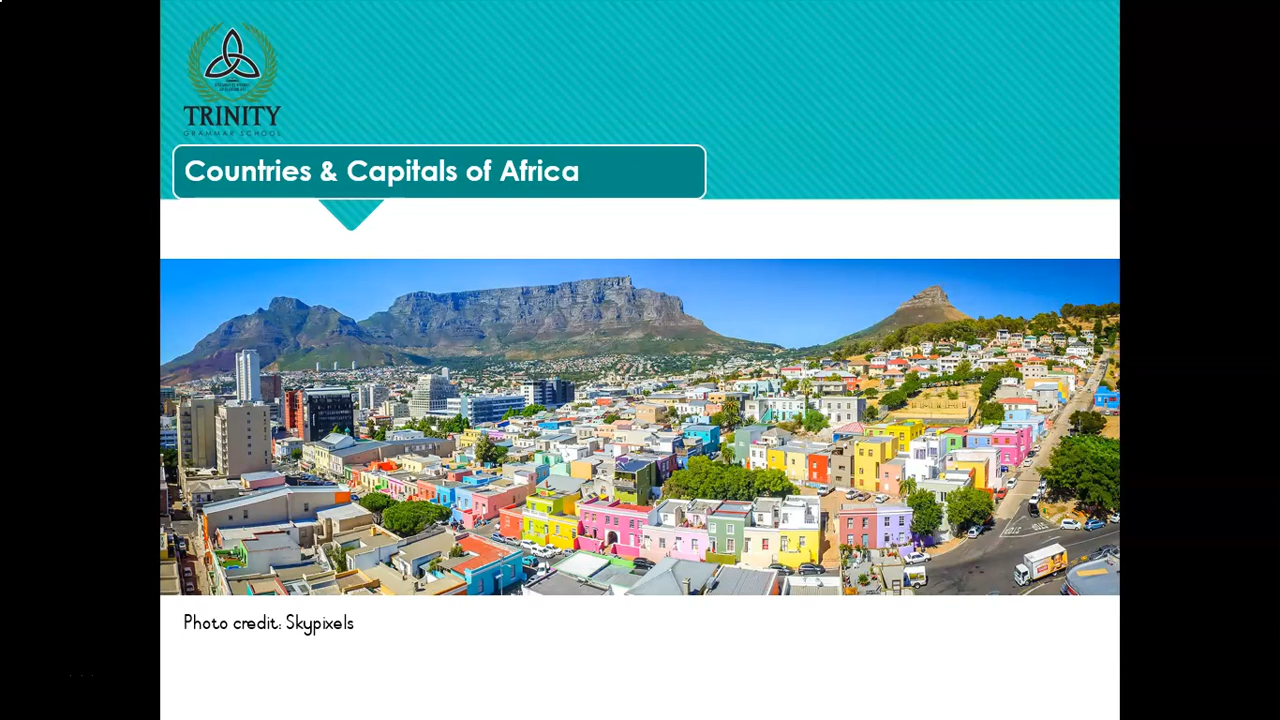 TRINITY
GRAMMAR SCHOOL
Countries & Capitals of Africa
Photo credit: Skypixels